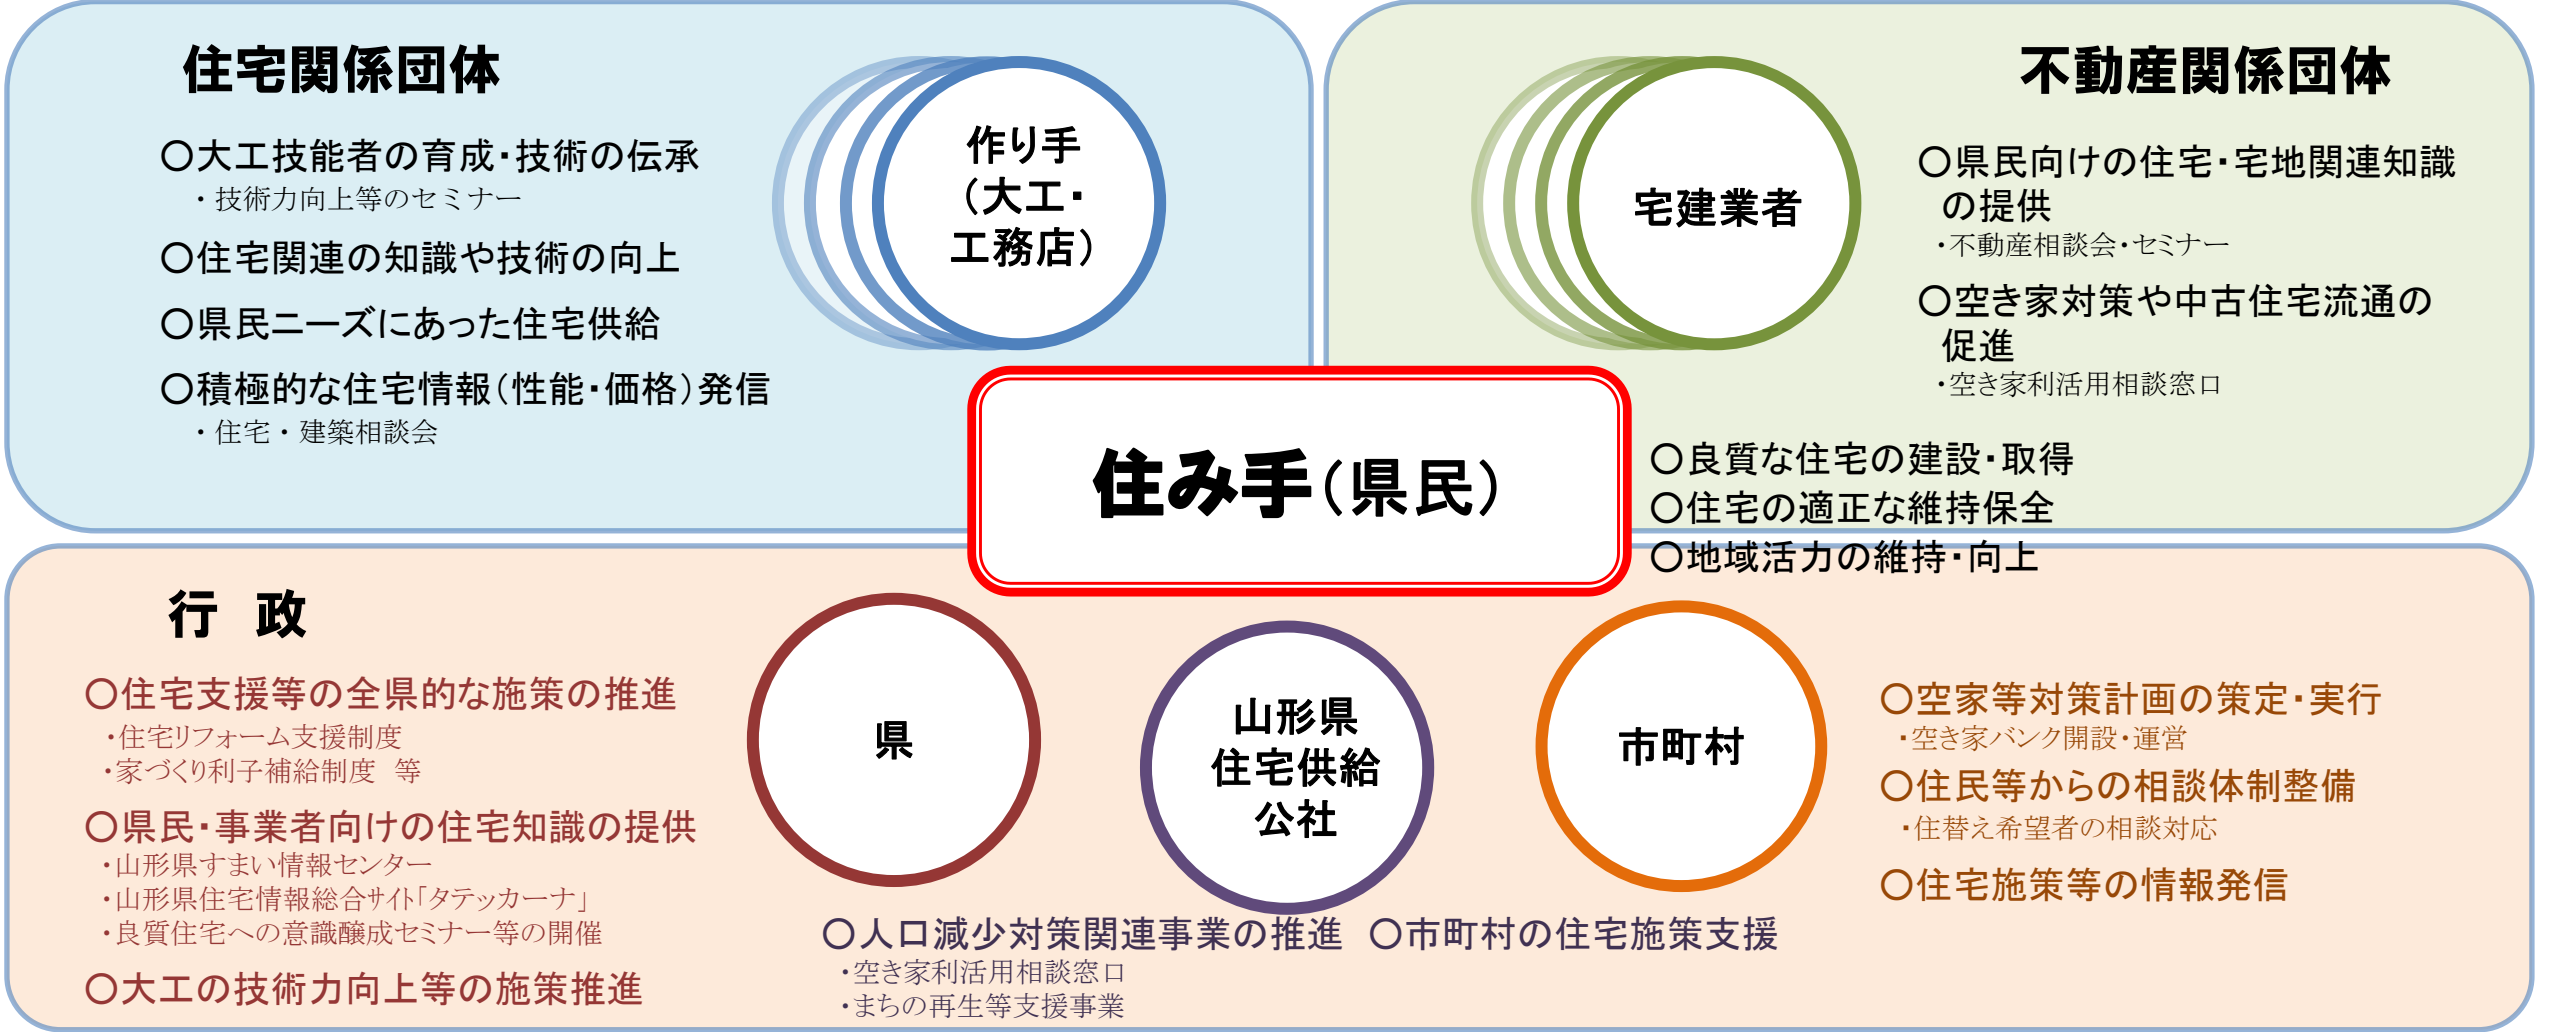 住宅関係団体
〇大工技能者の育成・技術の伝承
・技術力向上等のセミナー
〇住宅関連の知識や技術の向上
〇県民ニーズにあった住宅供給
〇積極的な住宅情報（性能・価格）発信
・住宅・建築相談会
作り手
（大工・
工務店）
宅建業者
不動産関係団体
〇県民向けの住宅・宅地関連知識
の提供
・不動産相談会・セミナー
〇空き家対策や中古住宅流通の
促進
・空き家利活用相談窓口
住み手（県民）
〇良質な住宅の建設・取得
〇住宅の適正な維持保全
〇地域活力の維持・向上
行　政
〇住宅支援等の全県的な施策の推進
・住宅リフォーム支援制度
・家づくり利子補給制度　等
〇県民・事業者向けの住宅知識の提供
・山形県すまい情報センター
・山形県住宅情報総合サイト「タテッカーナ」
・良質住宅への意識醸成セミナー等の開催
〇大工の技術力向上等の施策推進
県
山形県
住宅供給
公社
〇人口減少対策関連事業の推進　〇市町村の住宅施策支援
・空き家利活用相談窓口
・まちの再生等支援事業
市町村
〇空家等対策計画の策定・実行
・空き家バンク開設・運営
〇住民等からの相談体制整備
・住替え希望者の相談対応
〇住宅施策等の情報発信